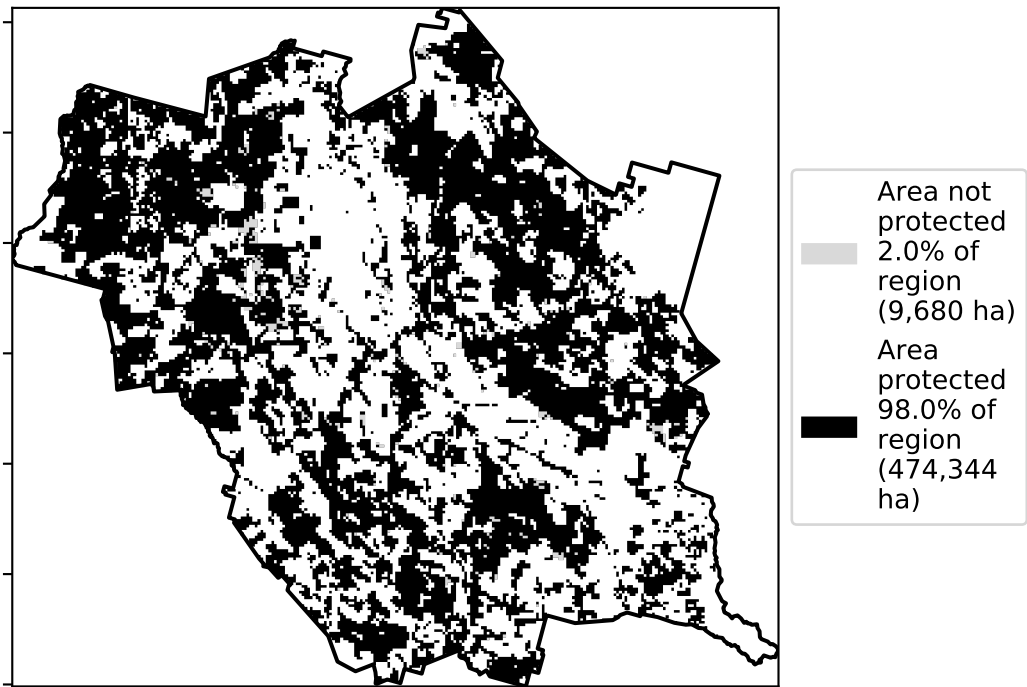 Area not
protected
2.0% of
region
(9,680 ha)
Area
protected
98.0% of
region
(474,344
ha)